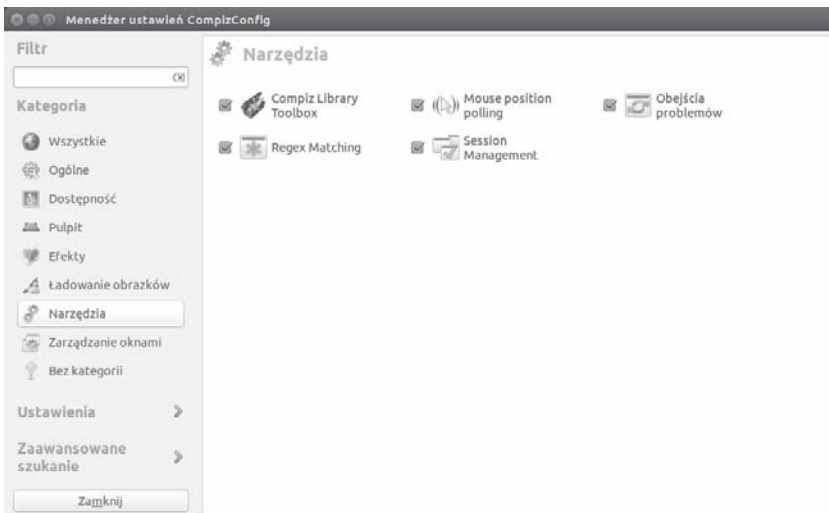 Menedżer ustawień CompizConfig
Filtr
Kategoria
Wszystkie
Ogólne
Dostępność
Pulpit
Efekty
Ładowanie obrazków
Narzędzia
Zarządzanie oknami
Bez kategorii
Ustawienia
Zaawansowane
szukanie
Zamknij
Narzędzia
Compiz Library
Toolbox
Mouse position
polling
Obejścia
problemów
Regex Matching
Session
Management